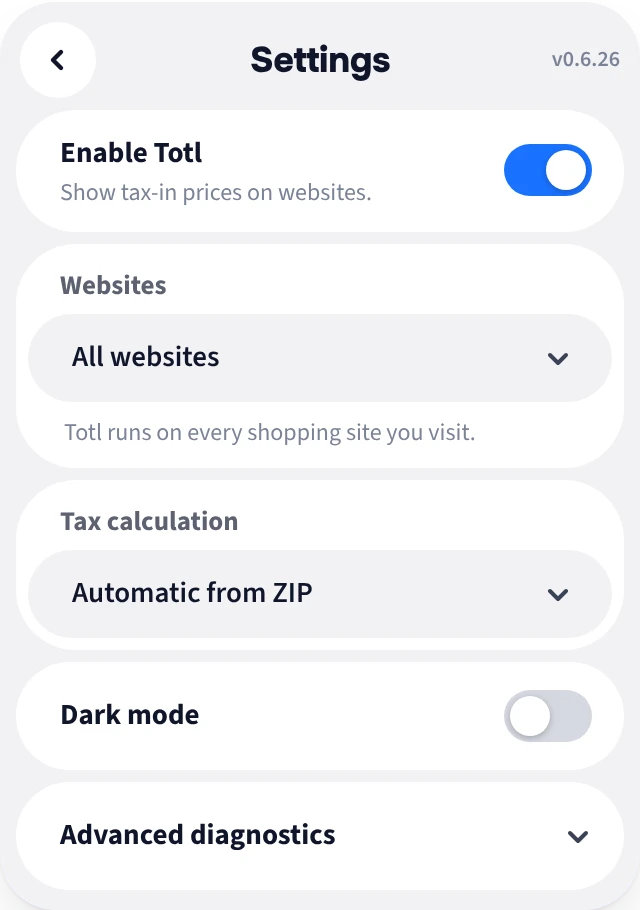 Settings
v0.6.26
Enable Totl
Show tax-in prices on websites.
Websites
All websites
Totl runs on every shopping site you visit.
Tax calculation
Automatic from ZIP
Dark mode
Advanced diagnostics